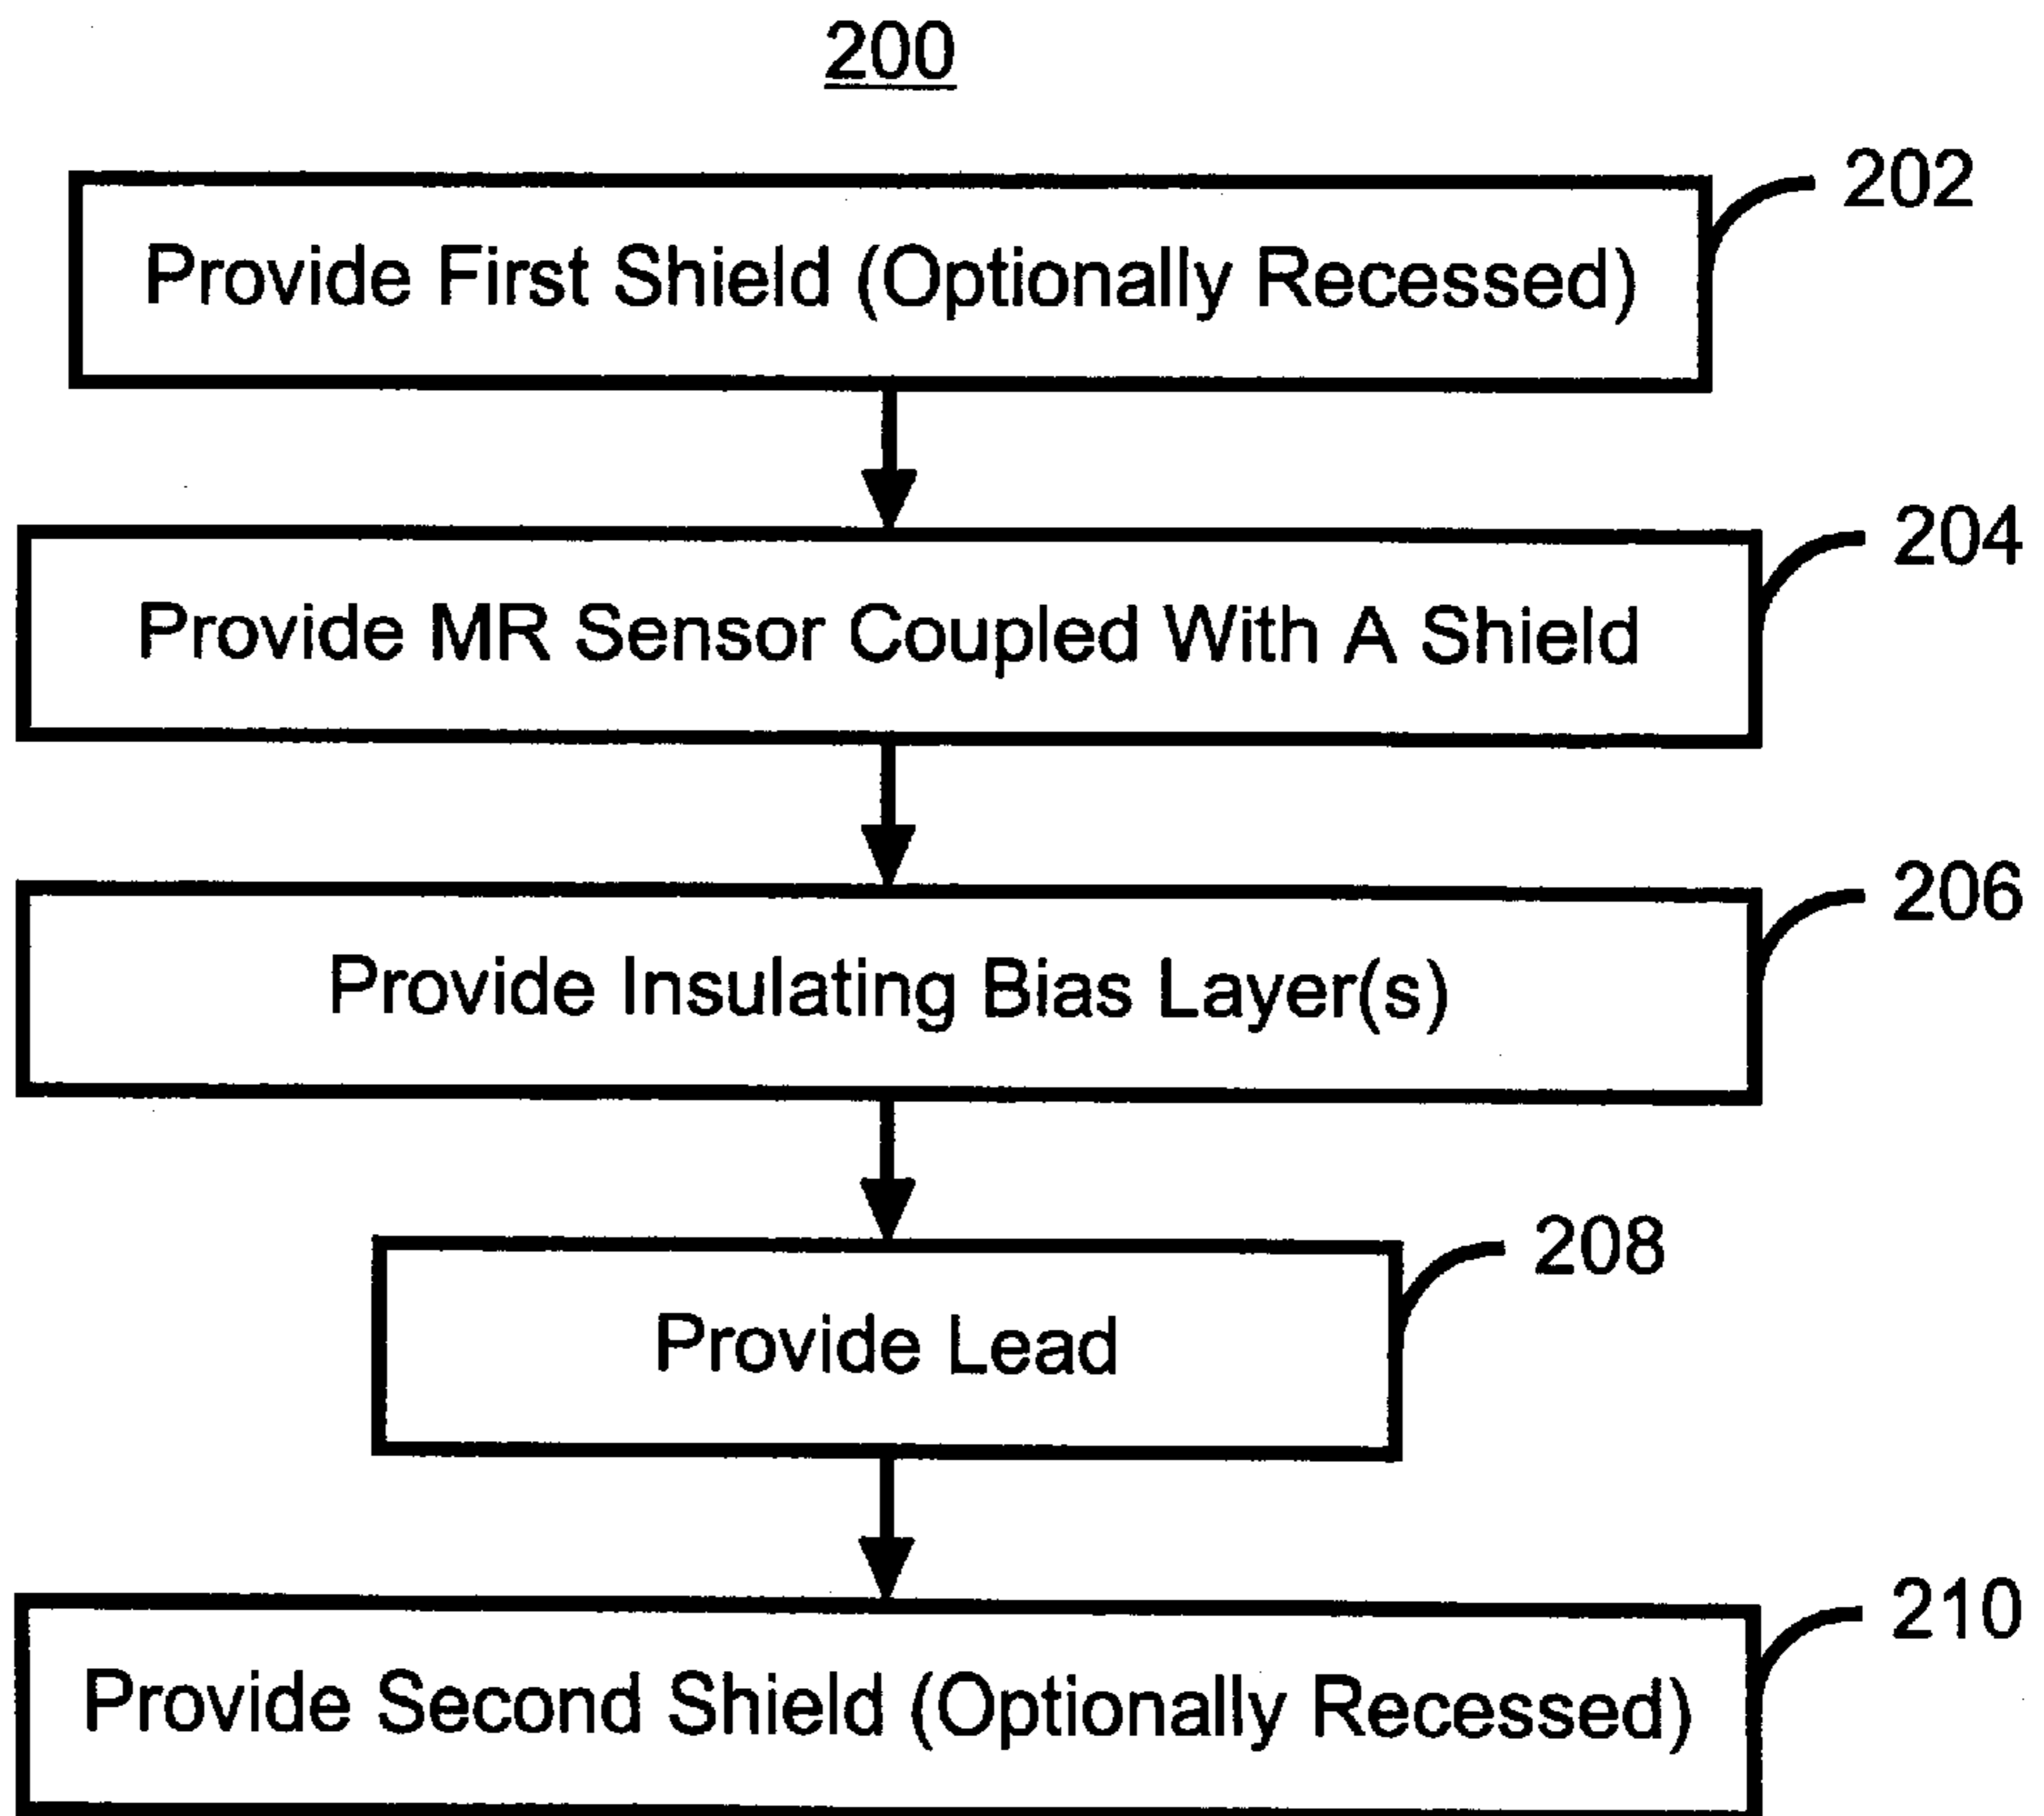 200
202
Provide First Shield (Optionally Recessed)
204
Provide MR Sensor Coupled With A Shield
206
Provide Insulating Bias Layer(s)
208
Provide Lead
210
Provide Second Shield (Optionally Recessed)